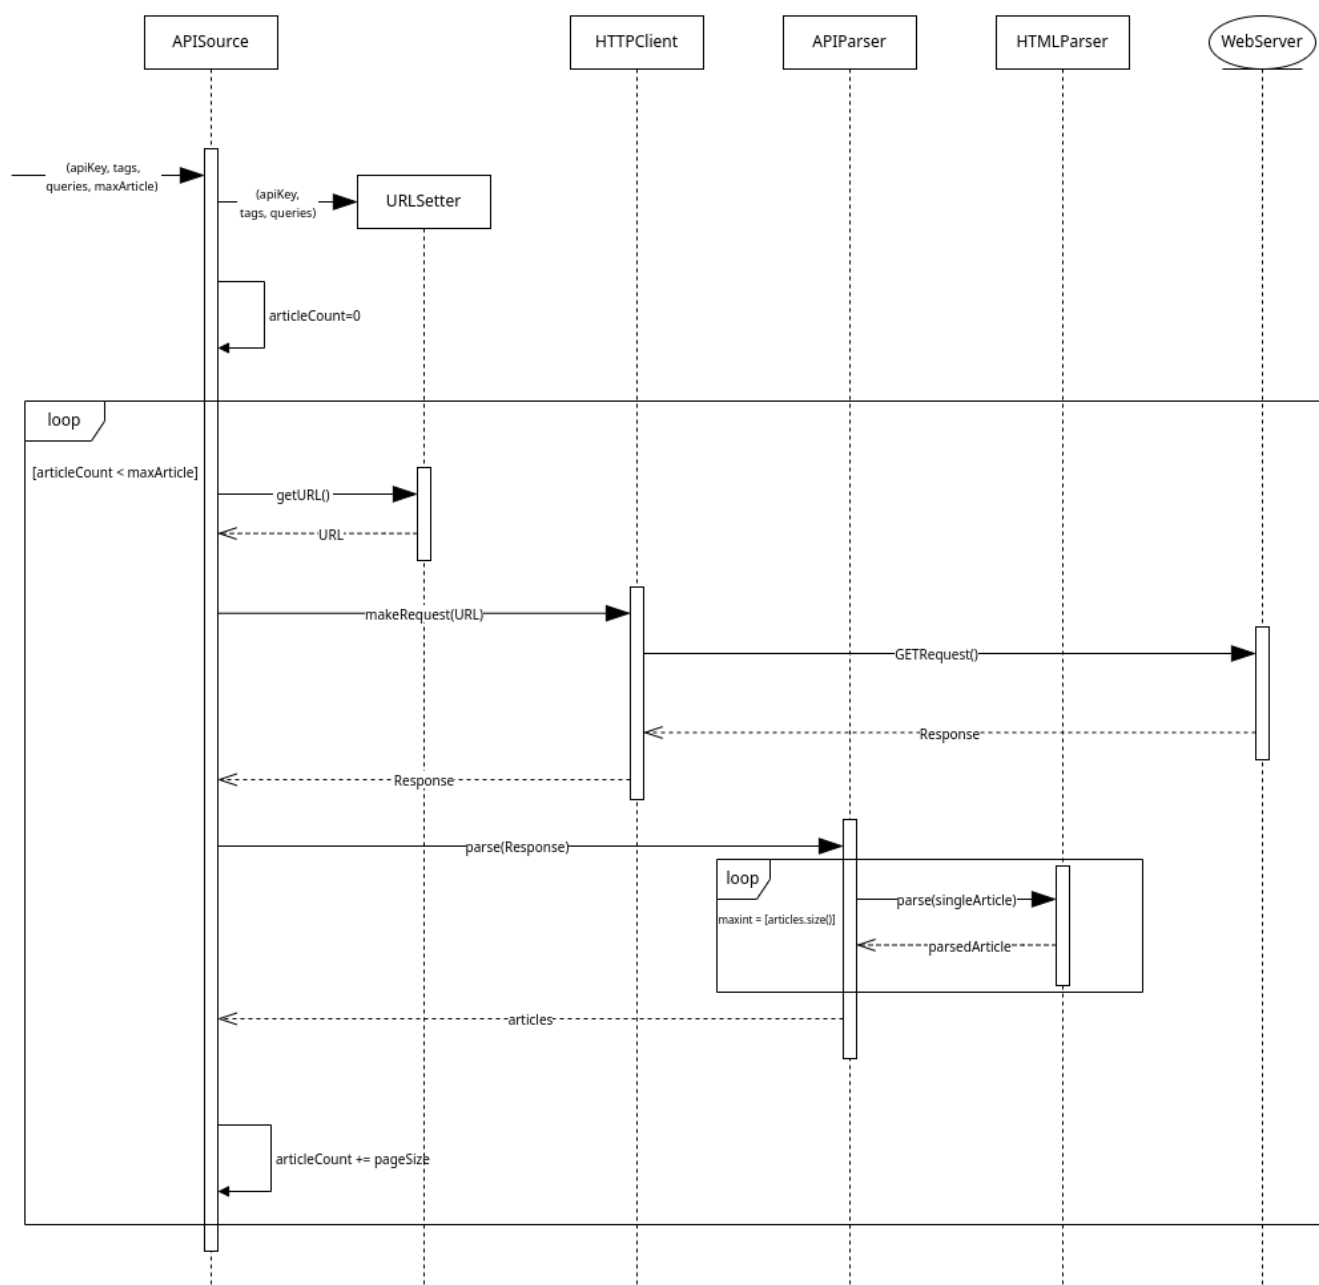 APISource
HTTPClient
APIParser
HTMLParser
WebServer
(apiKey, tags,
queries, maxArticle)
(apiKey,
tags, queries)
URLSetter
articleCount=0
loop
[articleCount < maxArticle]
getURL()
URL
makeRequest(URL)
GETRequest()
Response
Response
parse(Response)
loop
parse(singleArticle)
maxint = [articles.size()]
parsedArticle
articles
articleCount += pageSize